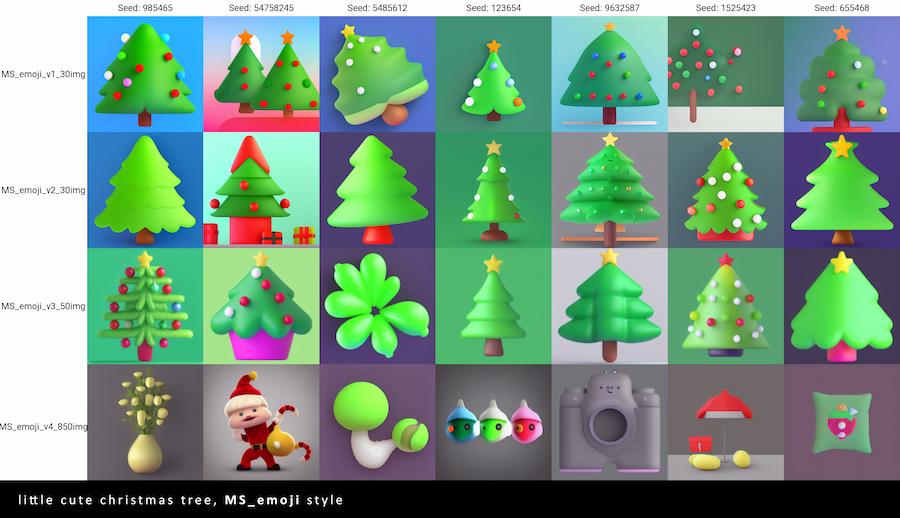 Seed: 985465 Seed: 54758245 Seed: 5485612 Seed: 123654 Seed: 9632587 Seed: 1525423 Seed: 655468
MS_emoji_v1_30img
MS_emoji_v2_30img
MS_emoji_v3_50img
MS_emoji_v4_850img
little cute christmas tree, MS_emoji style